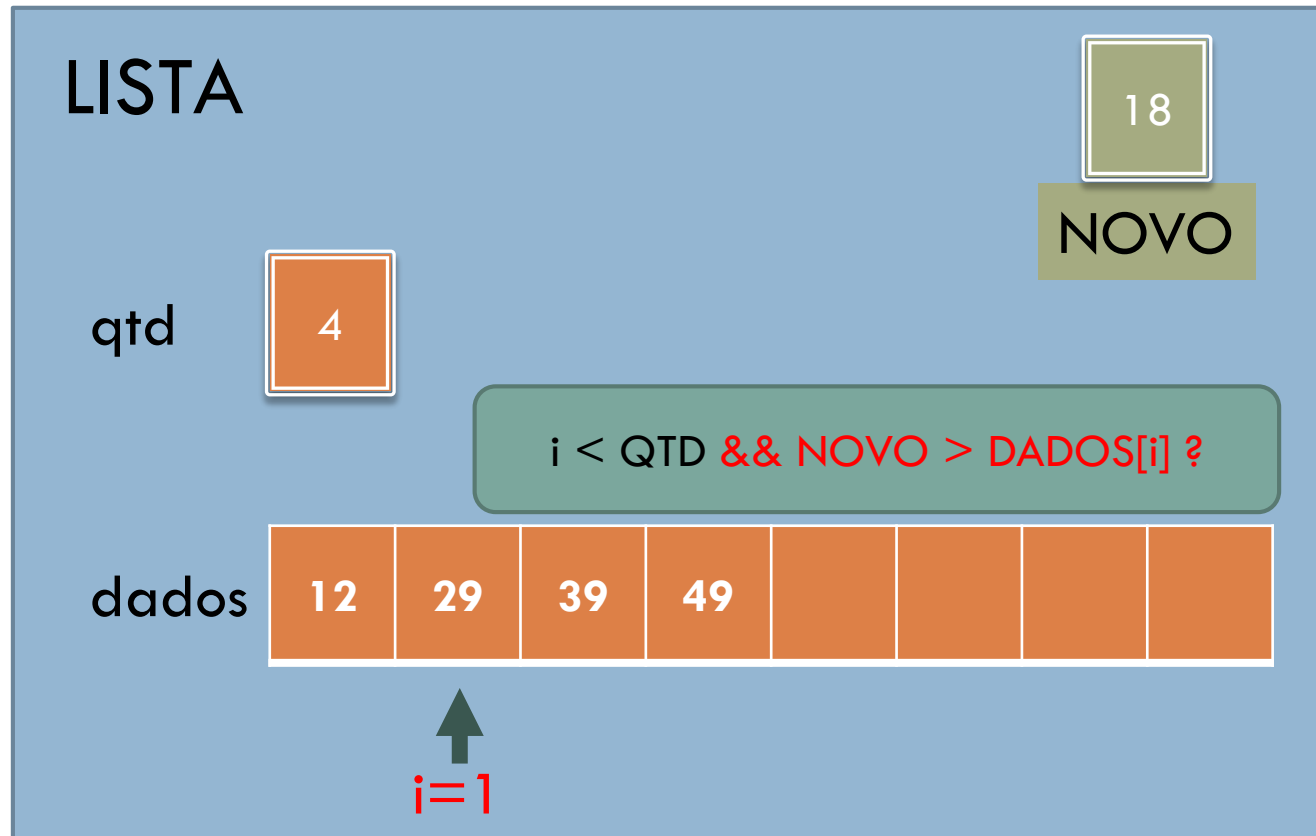 LISTA
18
NOVO
qtd 4
i < QTD && NOVO > DADOS[i] ?
dados 12 29 39 49
i=1